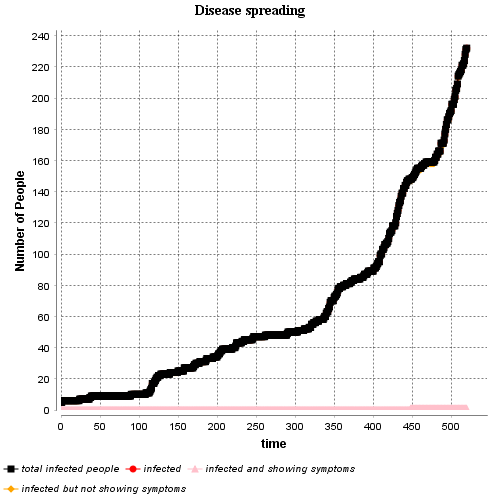 Disease spreading
240
220
200
180
160
140
120
100
80
60
40
20
0
Number of People
0 50 100 150 200 250 300 350 400 450 500
time
total infected people infected infected and showing symptoms
infected but not showing symptoms